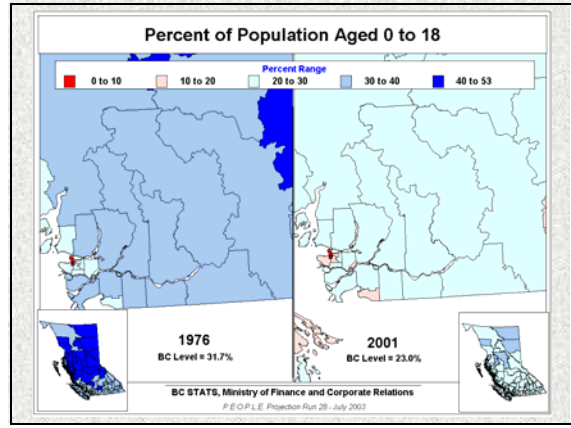 Percent of Population Aged 0 to 18
Percent Range
0 to 10 10 to 20 20 to 30 30 to 40 40 to 53
1976
BC Level = 31.7%
2001
BC Level = 23.0%
BC STATS, Ministry of Finance and Corporate Relations
P E O P L E Projection Run 28 - July 2003